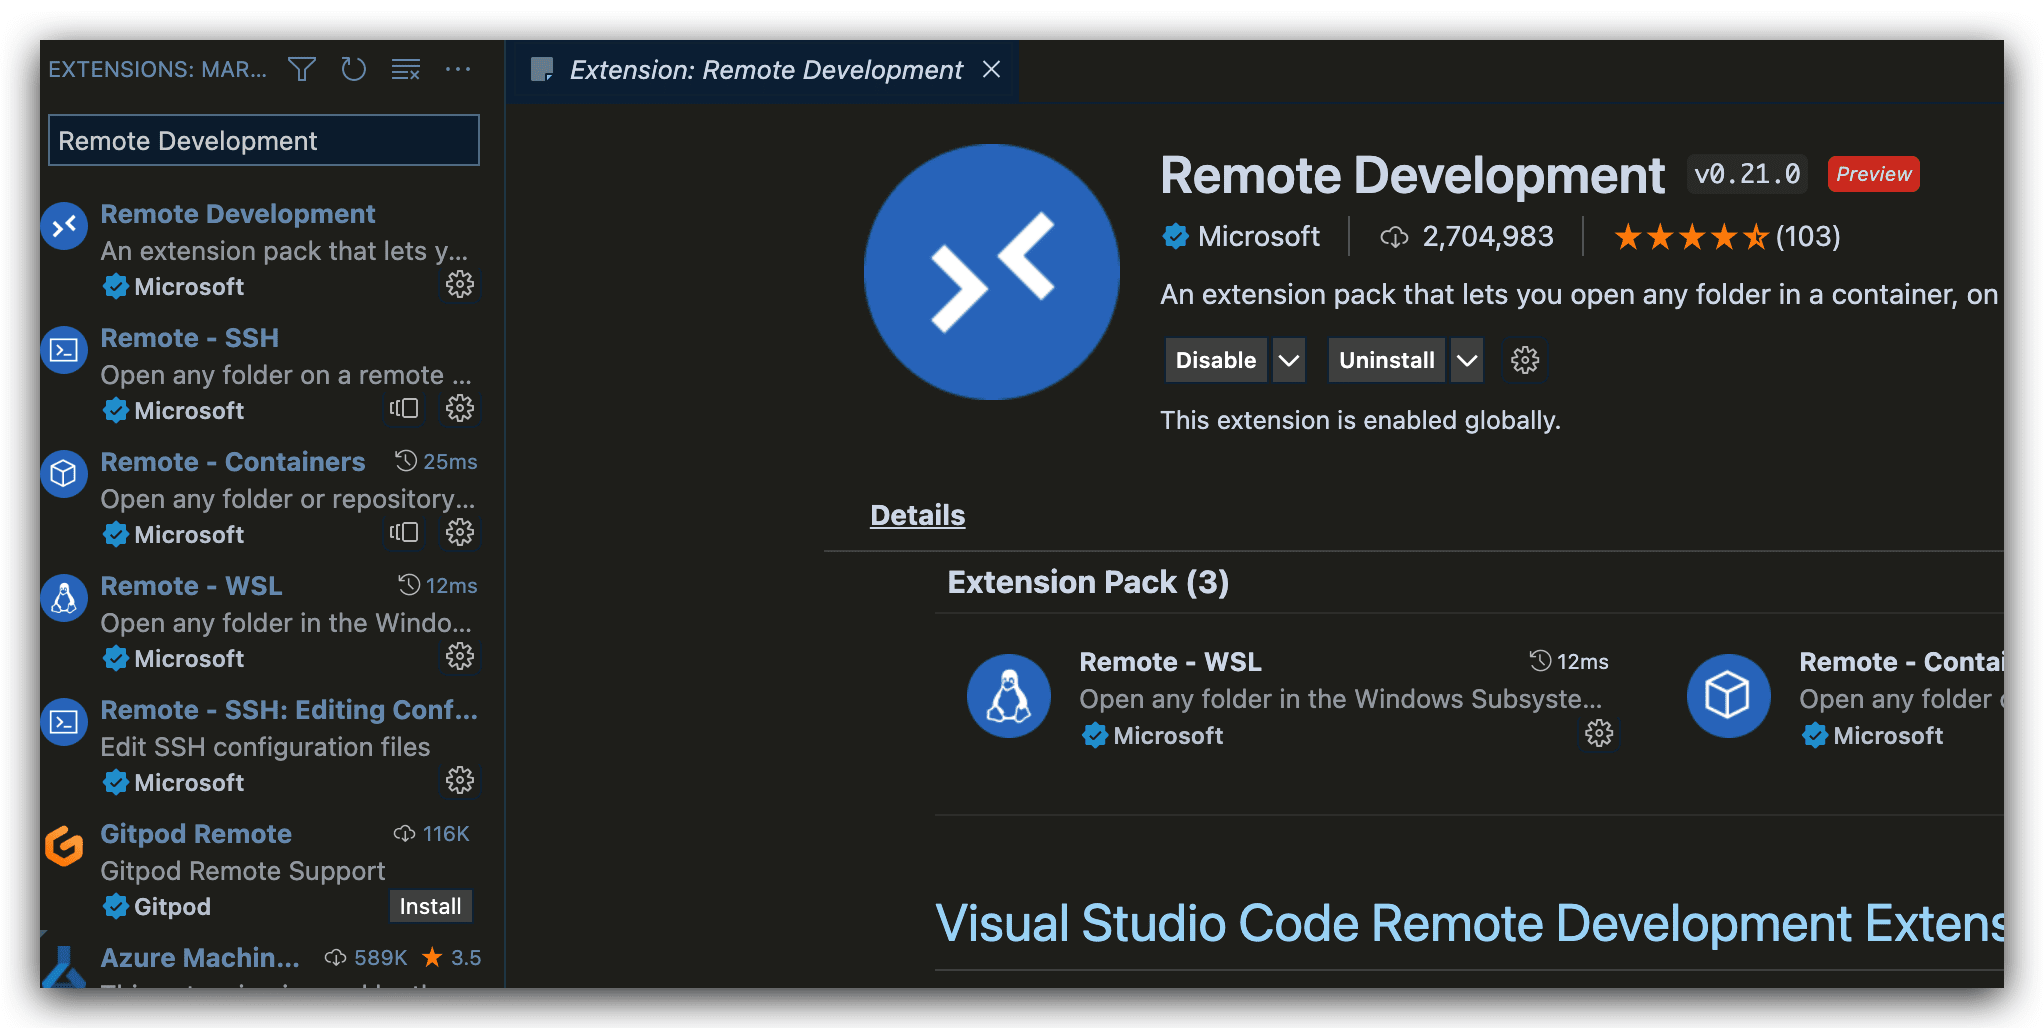 EXTENSIONS: MAR...
Remote Development
Remote Development
An extension pack that lets y...
Microsoft
Remote - SSH
Open any folder on a remote ...
Microsoft
Remote - Containers 25ms
Open any folder or repository...
Microsoft
Remote - WSL 12ms
Open any folder in the Windo...
Microsoft
Remote - SSH: Editing Conf...
Edit SSH configuration files
Microsoft
Gitpod Remote 116K
Gitpod Remote Support
Gitpod Install
Azure Machin... 589K 3.5
Extension: Remote Development
Remote Development v0.21.0 Preview
Microsoft 2,704,983 (103)
An extension pack that lets you open any folder in a container, on
Disable Uninstall
This extension is enabled globally.
Details
Extension Pack (3)
Remote - WSL 12ms
Open any folder in the Windows Subsyste...
Microsoft
Remote - Contai
Open any folder
Microsoft
Visual Studio Code Remote Development Extens